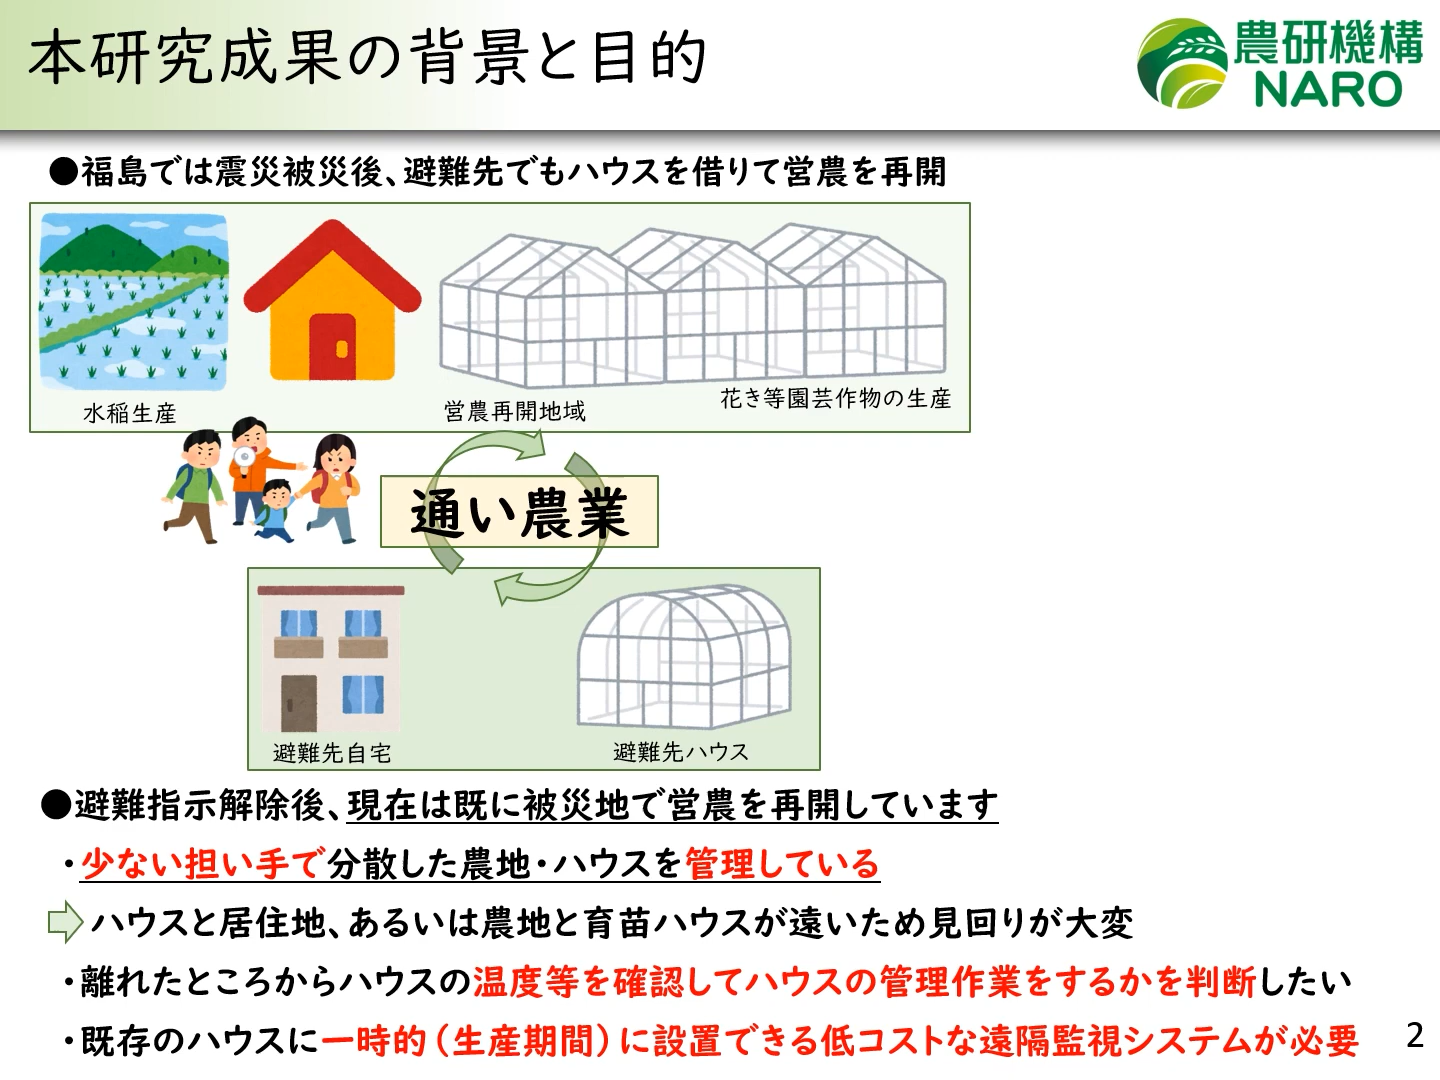 本研究成果の背景と目的
農研機構
NARO
●福島では震災被災後、避難先でもハウスを借りて営農を再開
水稲生産
営農再開地域
花き等園芸作物の生産
通い農業
避難先自宅
避難先ハウス
●避難指示解除後、現在は既に被災地で営農を再開しています
・少ない担い手で分散した農地・ハウスを管理している
ハウスと居住地、あるいは農地と育苗ハウスが遠いため見回りが大変
・離れたところからハウスの温度等を確認してハウスの管理作業をするかを判断したい
・既存のハウスに一時的（生産期間）に設置できる低コストな遠隔監視システムが必要
2